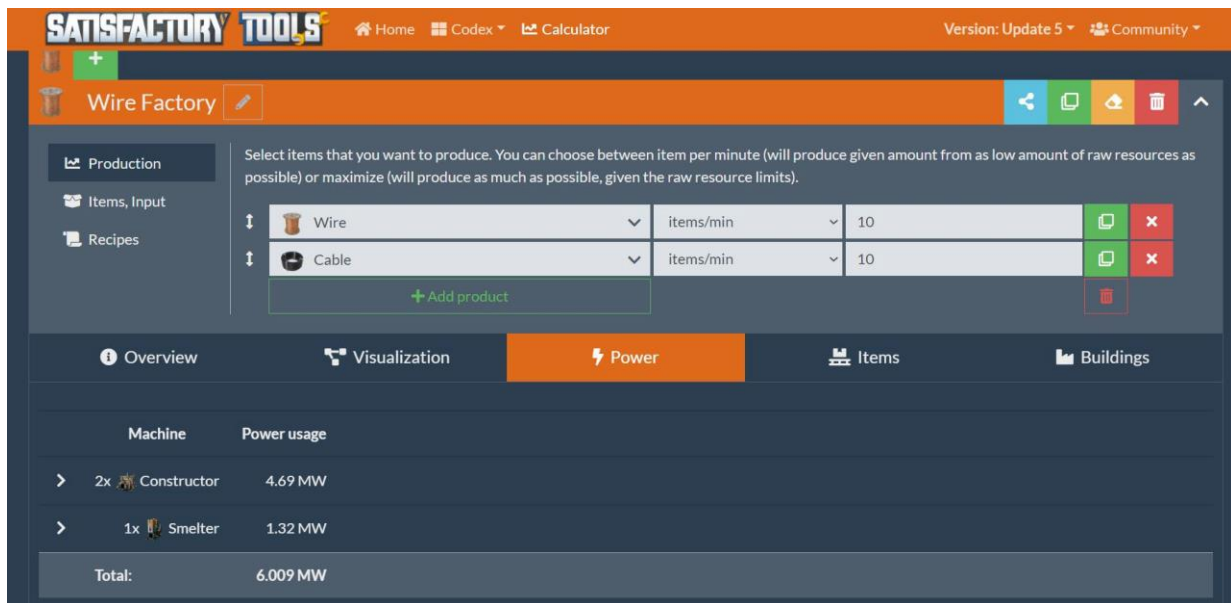 SATISFACTORY TOOLS Home Codex Calculator Version: Update 5 Community
+
Wire Factory
Production
Items, Input
Recipes
Select items that you want to produce. You can choose between item per minute (will produce given amount from as low amount of raw resources as
possible) or maximize (will produce as much as possible, given the raw resource limits).
Wire items/min 10
Cable items/min 10
+ Add product
Overview Visualization Power Items Buildings
Machine Power usage
2x Constructor 4.69 MW
1x Smelter 1.32 MW
Total: 6.009 MW